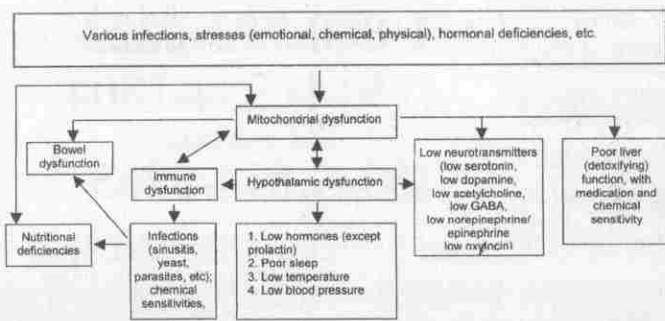 Various infections, stresses (emotional, chemical, physical), hormonal deficiencies, etc.
Mitochondrial dysfunction
Bowel
dysfunction
Immune
dysfunction
Hypothalamic dysfunction
Low neurotransmitters
(low serotonin,
low dopamine,
low acetylcholine,
low GABA,
low norepinephrine/
epinephrine
low oxytocin)
Poor liver
(detoxifying)
function, with
medication and
chemical
sensitivity
Nutritional
deficiencies
Infections
(sinusitis,
yeast,
parasites, etc);
chemical
sensitivities,
1. Low hormones (except
prolactin)
2. Poor sleep
3. Low temperature
4. Low blood pressure